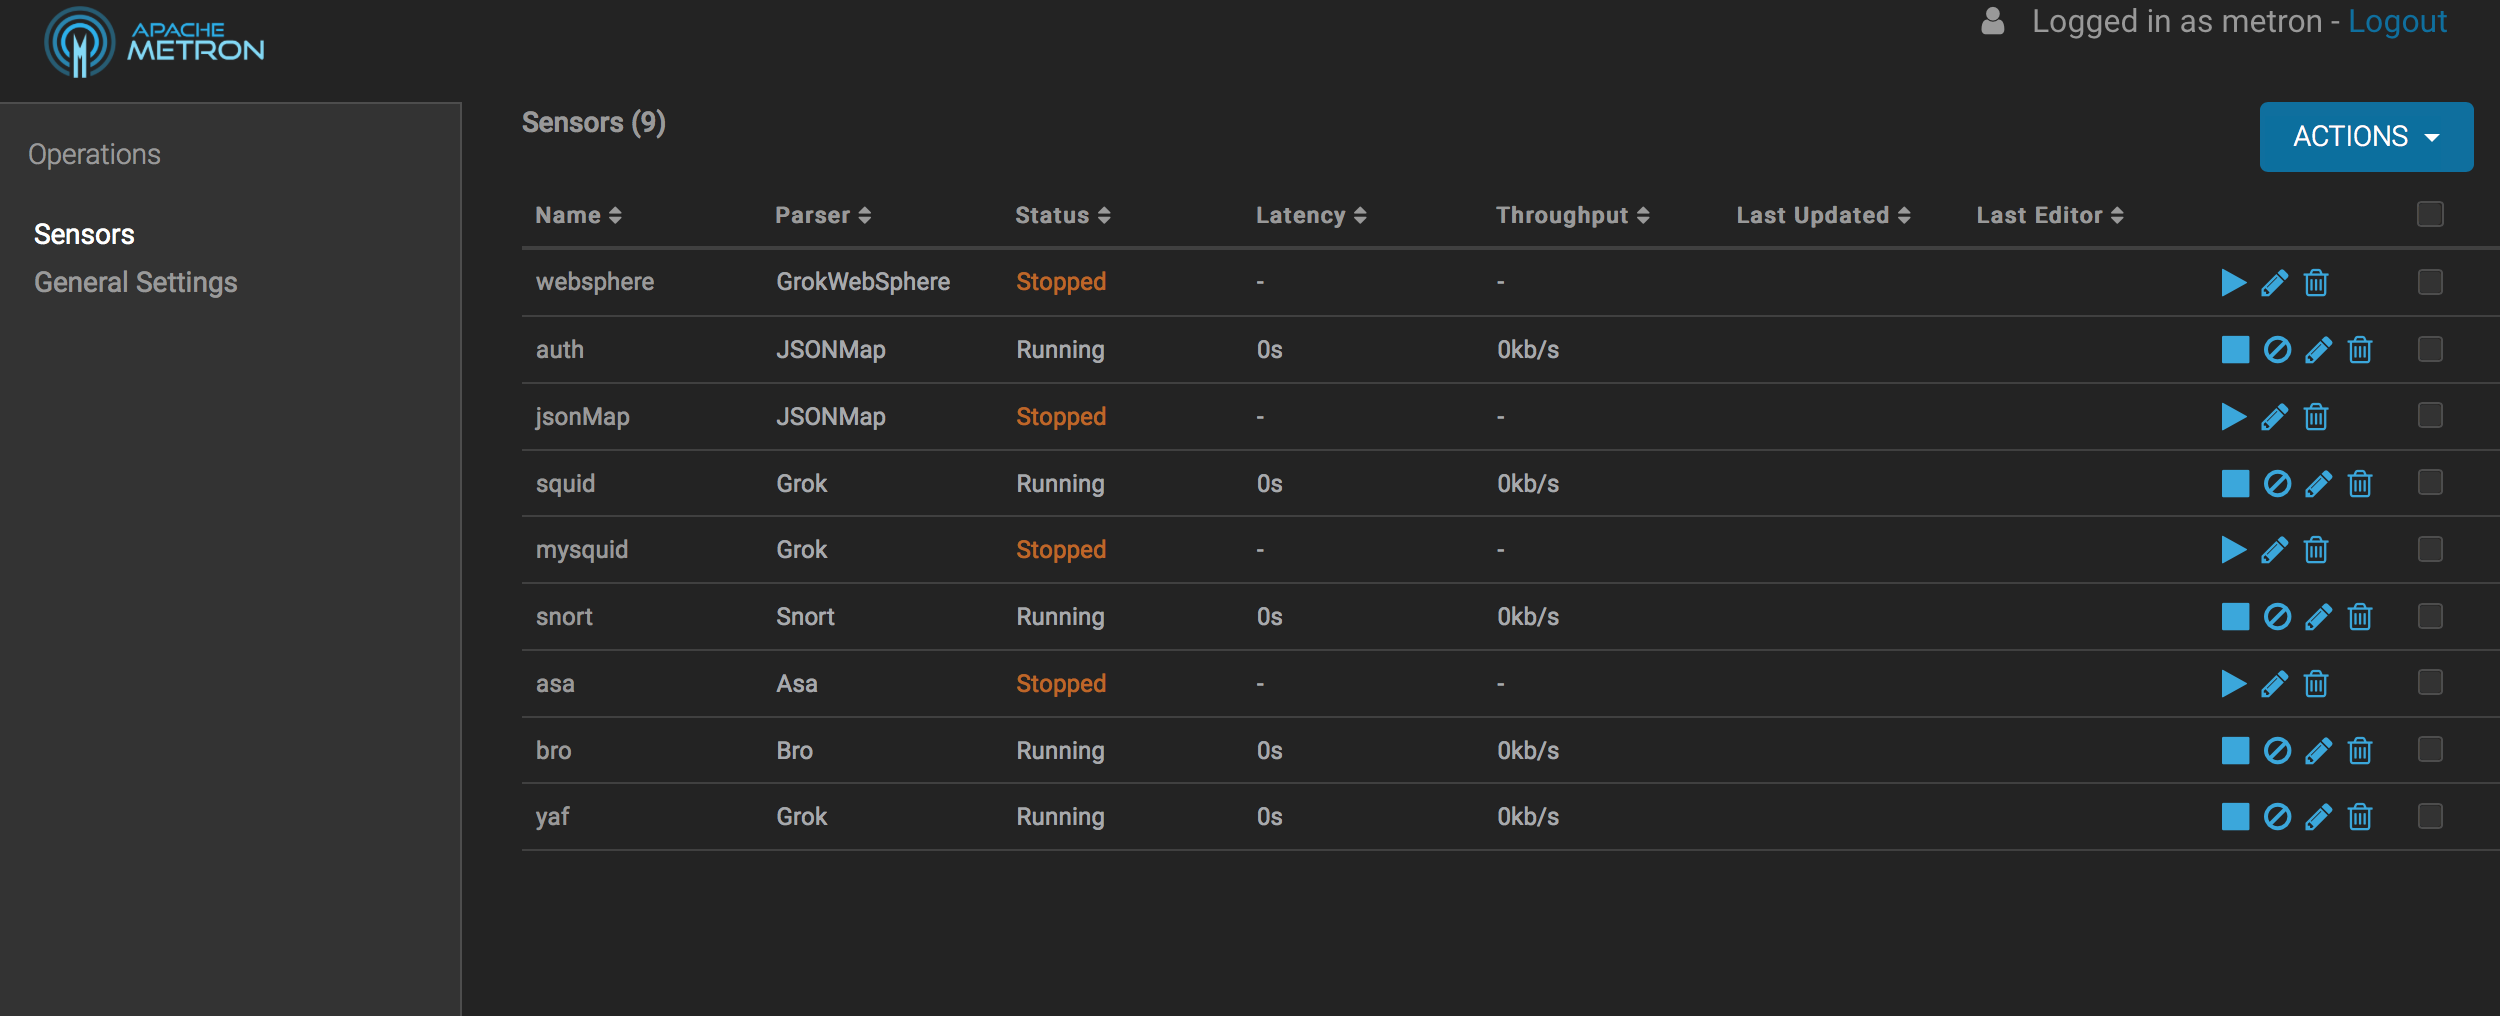 APACHE
METRON
Logged in as metron - Logout
Operations
Sensors
General Settings
Sensors (9)
ACTIONS
Name Parser Status Latency Throughput Last Updated Last Editor
websphere GrokWebSphere Stopped - -
auth JSONMap Running 0s 0kb/s
jsonMap JSONMap Stopped - -
squid Grok Running 0s 0kb/s
mysquid Grok Stopped - -
snort Snort Running 0s 0kb/s
asa Asa Stopped - -
bro Bro Running 0s 0kb/s
yaf Grok Running 0s 0kb/s